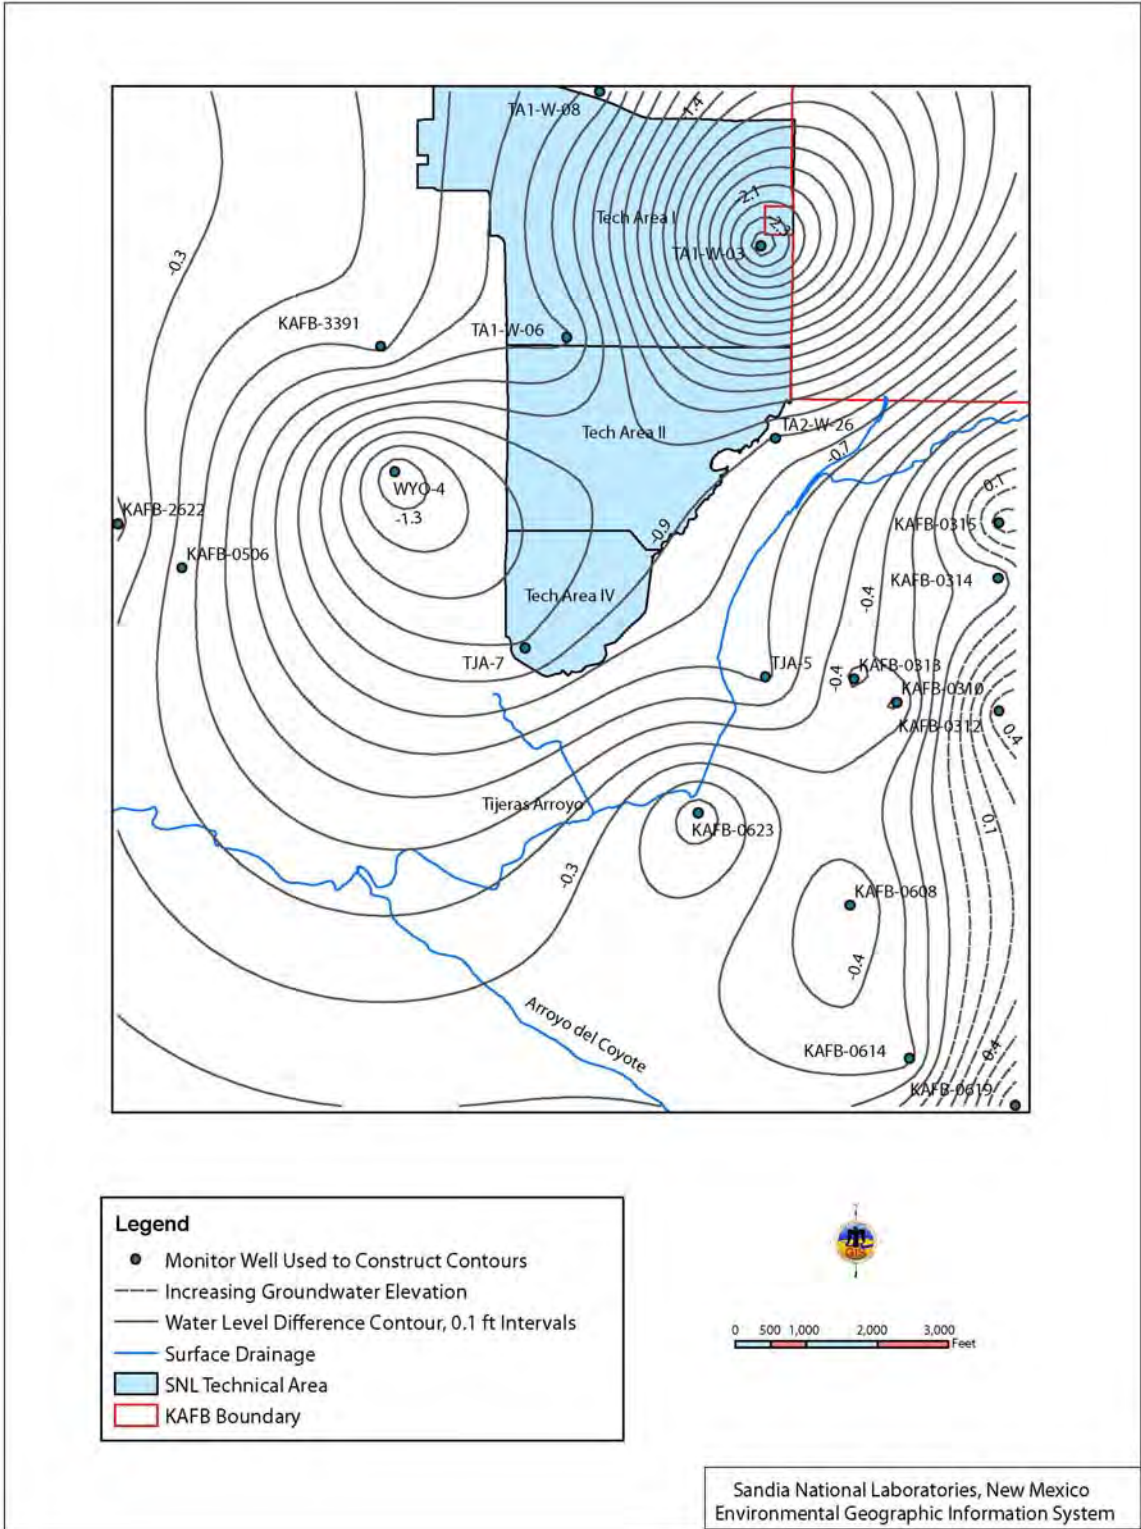 TA1-W-08
-1.4
-2.1
Tech Area I
-2.3
TA1-W-03
-0.3
KAFB-3391
TA1-W-06
Tech Area II
TA2-W-26
-0.7
WYO-4
-1.3
0.1
KAFB-2622
KAFB-0315
-0.9
KAFB-0506
KAFB-0314
Tech Area IV
-0.4
TJA-7
TJA-5
-0.4
KAFB-0313
KAFB-0310
KAFB-0312
0.4
Tijeras Arroyo
KAFB-0623
0.1
-0.3
KAFB-0608
-0.4
Arroyo del Coyote
KAFB-0614
0.4
KAFB-0619
Legend
Monitor Well Used to Construct Contours
Increasing Groundwater Elevation
Water Level Difference Contour, 0.1 ft Intervals
Surface Drainage
SNL Technical Area
KAFB Boundary
GIS
0 500 1,000 2,000 3,000
Feet
Sandia National Laboratories, New Mexico
Environmental Geographic Information System